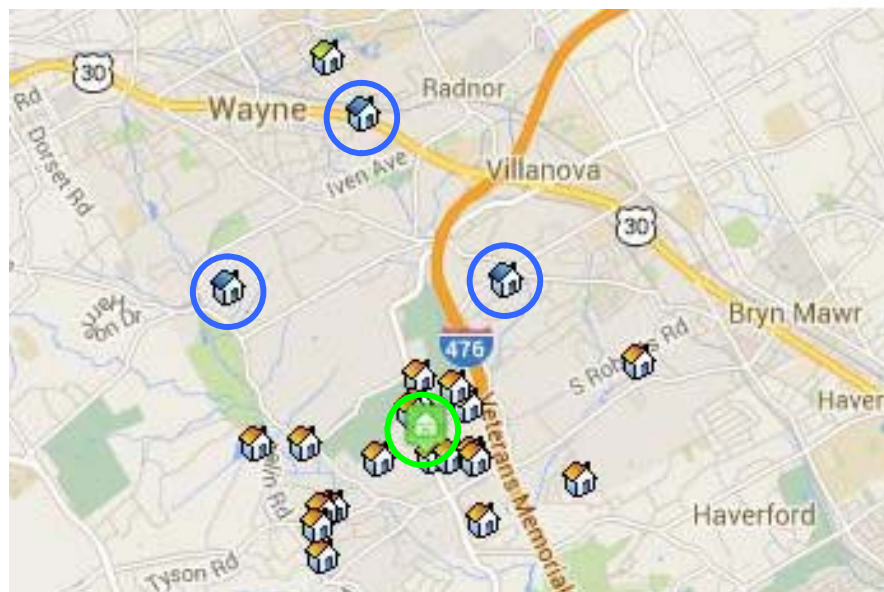 30
Radnor
Rd
Wayne
Dorset Rd
Iven Ave
Villanova
30
Bryn Mawr
476
S Roberts Rd
Haver
Veterans Memorial
Haverford
Tyson Rd